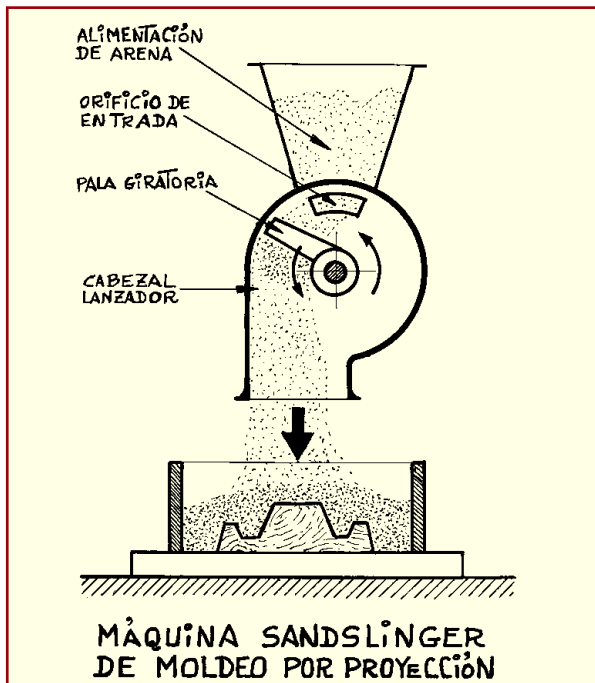 ALIMENTACIÓN
DE ARENA
ORIFICIO DE
ENTRADA
PALA GIRATORIA
CABEZAL
LANZADOR
MÁQUINA SANDSLINGER
DE MOLDEO POR PROYECCIÓN